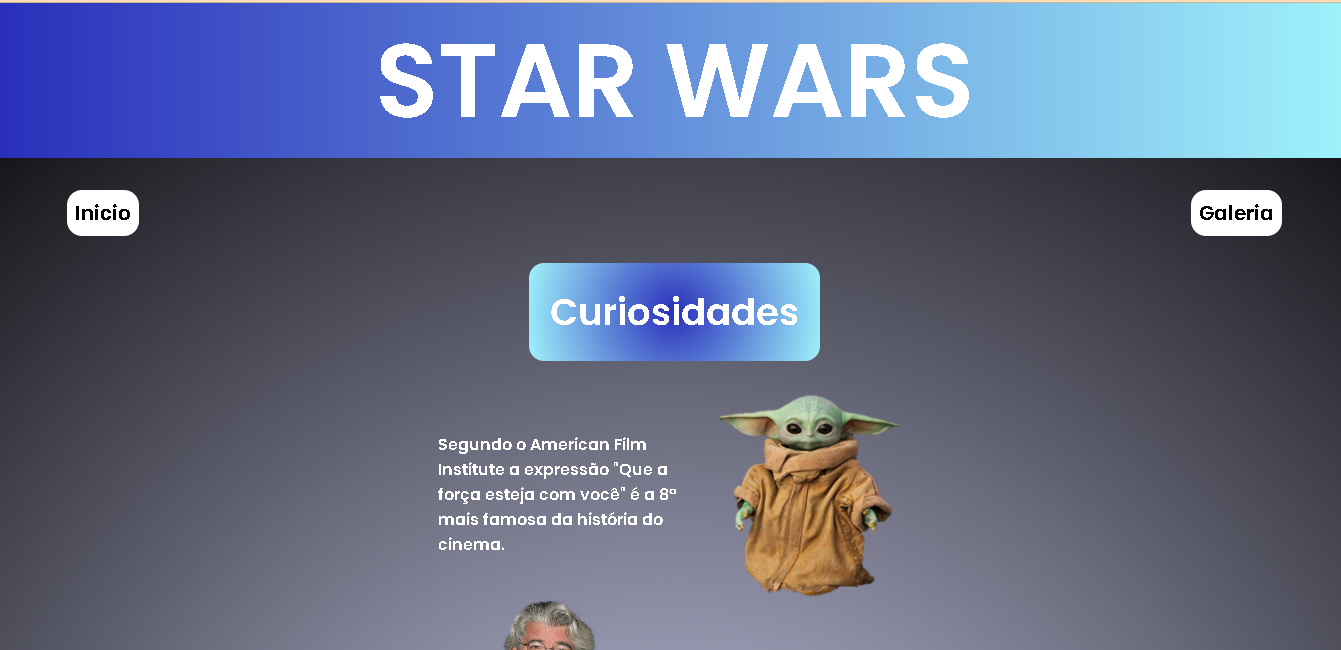 STAR WARS
Inicio
Galeria
Curiosidades
Segundo o American Film
Institute a expressão "Que a
força esteja com você" é a 8ª
mais famosa da história do
cinema.